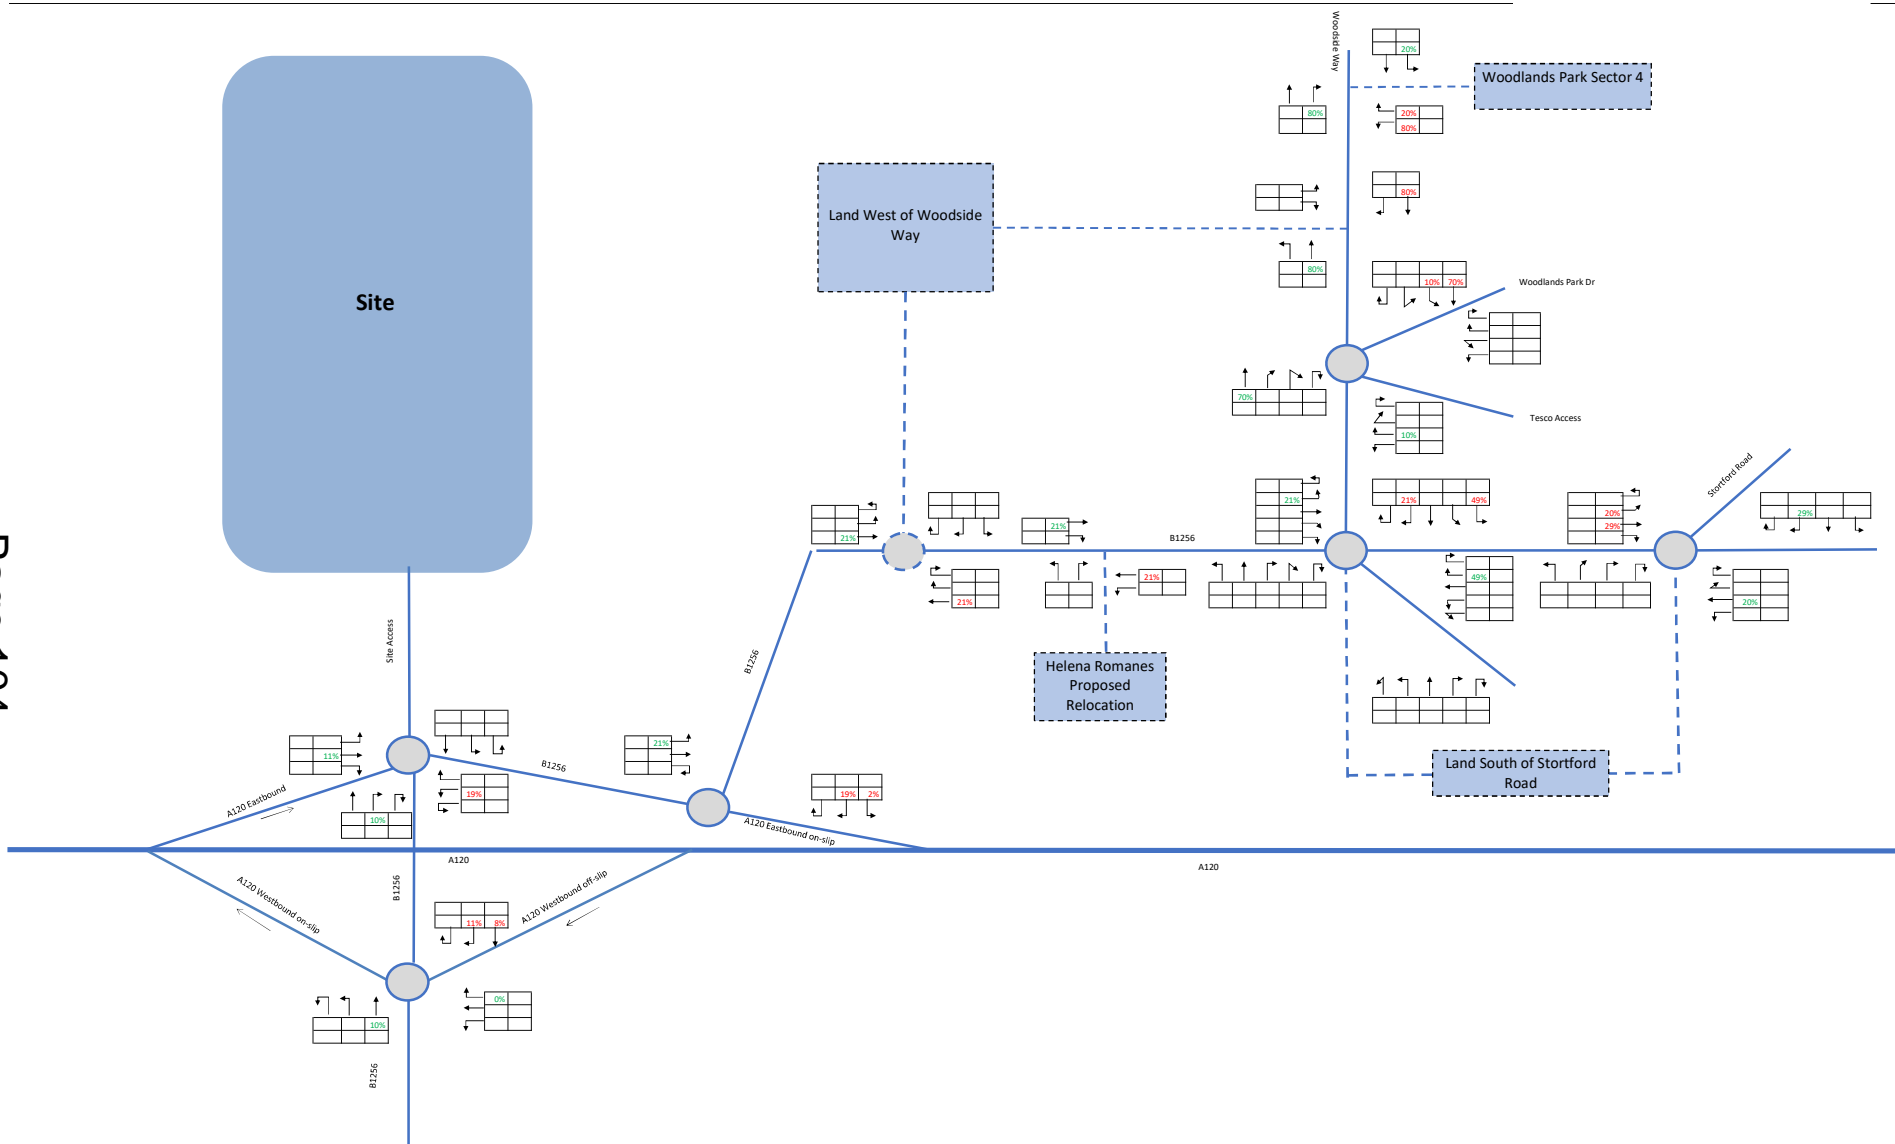 Woodside Way
20%
Woodlands Park Sector 4
80%
20%
80%
80%
Land West of Woodside
Way
80%
10% 70%
Woodlands Park Dr
Site
70%
10%
Tesco Access
Stortford Road
21%
21% 49%
20%
29%
29%
21%
21%
B1256
21%
21%
49%
20%
Site Access
B1256
Helena Romanes
Proposed
Relocation
Land South of Stortford
Road
11%
21%
B1256
19%
19% 2%
A120 Eastbound
10%
A120 Eastbound on-slip
A120
A120
B1256
A120 Westbound on-slip
A120 Westbound off-slip
11% 8%
0%
10%
B1256